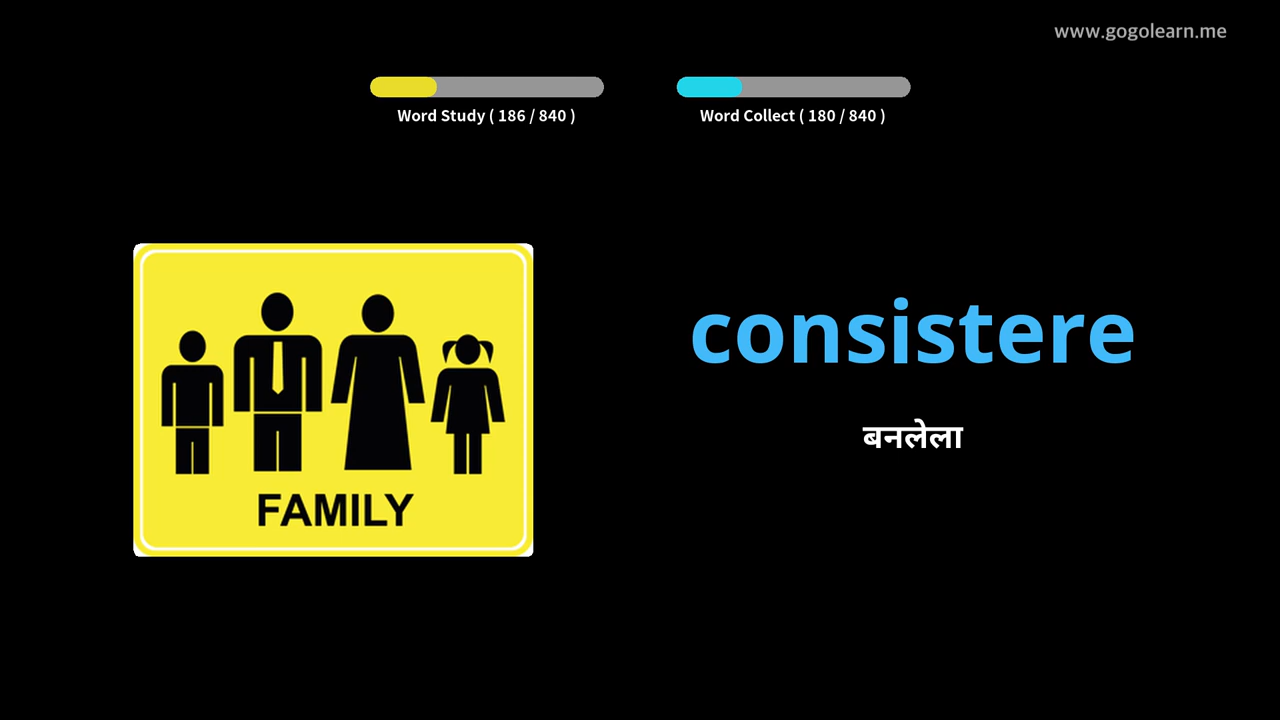 www.gogolearn.me
Word Study ( 186 / 840 )
Word Collect ( 180 / 840 )
FAMILY
consistere
बनलेला